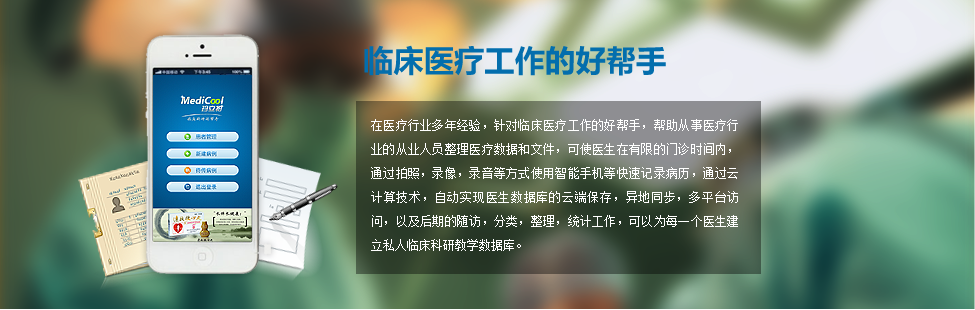 临床医疗工作的好帮手
在医疗行业多年经验，针对临床医疗工作的好帮手，帮助从事医疗行
业的从业人员整理医疗数据和文件，可使医生在有限的门诊时间内，
通过拍照，录像，录音等方式使用智能手机等快速记录病历，通过云
计算技术，自动实现医生数据库的云端保存，异地同步，多平台访
问，以及后期的随访，分类，整理，统计工作，可以为每一个医生建
立私人临床科研教学数据库。
下午3:45
100%
MediCool
患者管理
新建病例
待传病例
退出登录